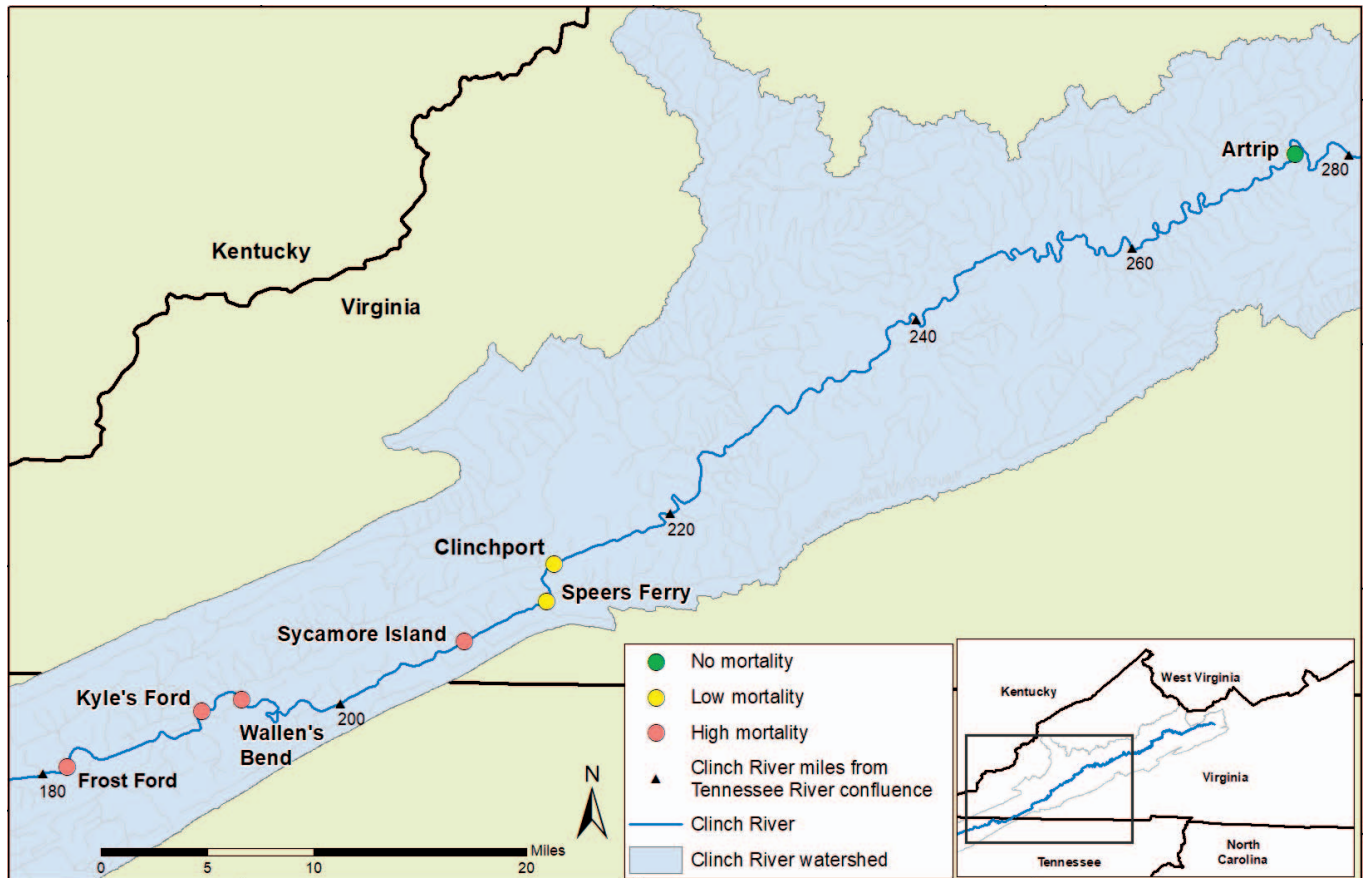 Artrip
280
Kentucky
Virginia
260
240
220
Clinchport
Speers Ferry
Sycamore Island
Kyle's Ford
200
Wallen's
Bend
Frost Ford
180
N
Miles
0 5 10 20
No mortality
Low mortality
High mortality
Clinch River miles from
Tennessee River confluence
Clinch River
Clinch River watershed
West Virginia
Kentucky
Virginia
Tennessee
North
Carolina